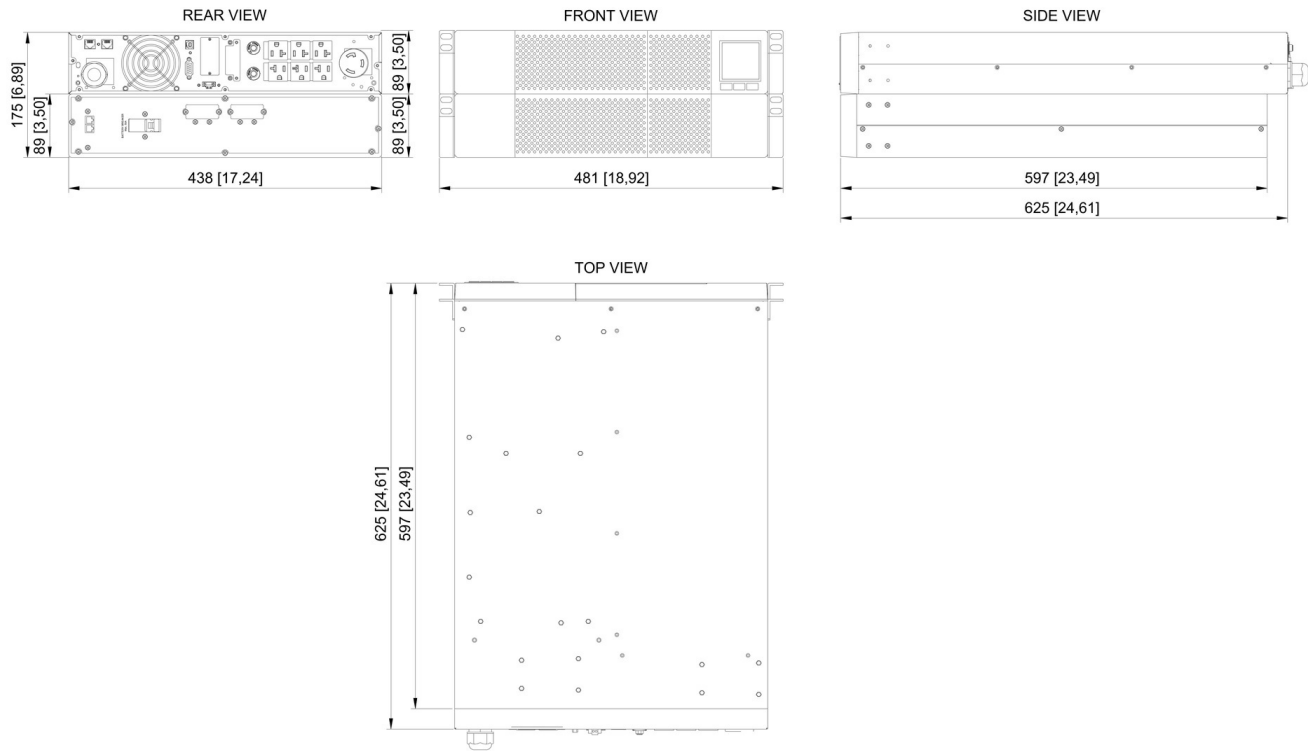 REAR VIEW
FRONT VIEW
SIDE VIEW
175 [6,89]
89 [3,50]
89 [3,50]
89 [3,50]
438 [17,24]
481 [18,92]
597 [23,49]
625 [24,61]
TOP VIEW
625 [24,61]
597 [23,49]